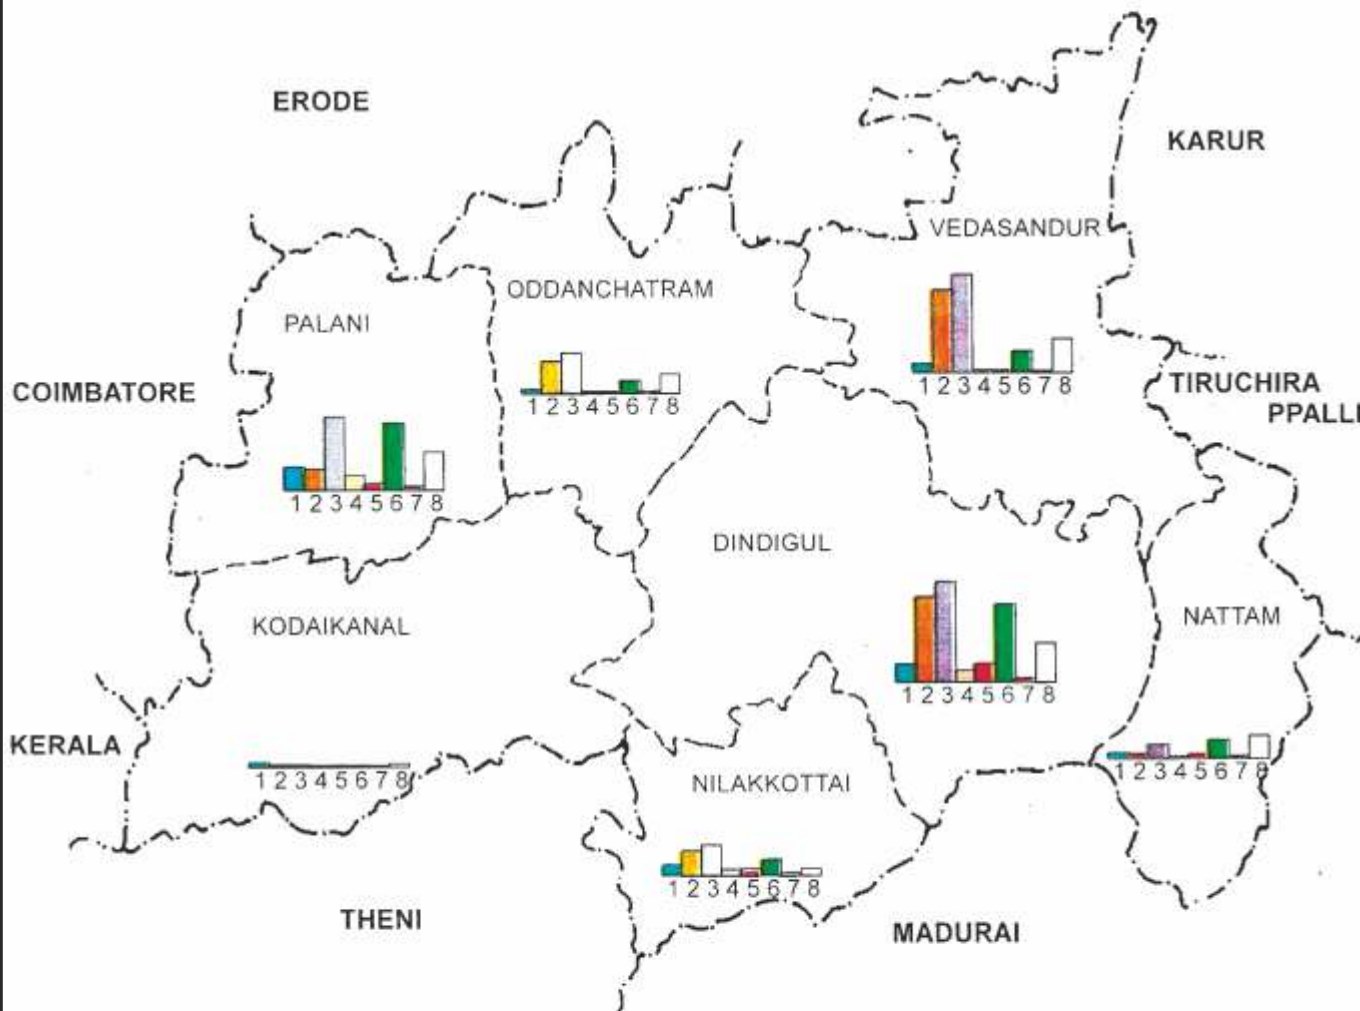 ERODE
KARUR
VEDASANDUR
ODDANCHATRAM
PALANI
1 2 3 4 5 6 7 8
COIMBATORE
1 2 3 4 5 6 7 8
TIRUCHIRA
PPALLI
1 2 3 4 5 6 7 8
DINDIGUL
KODAIKANAL
NATTAM
1 2 3 4 5 6 7 8
KERALA
1 2 3 4 5 6 7 8
1 2 3 4 5 6 7 8
NILAKKOTTAI
1 2 3 4 5 6 7 8
THENI
MADURAI